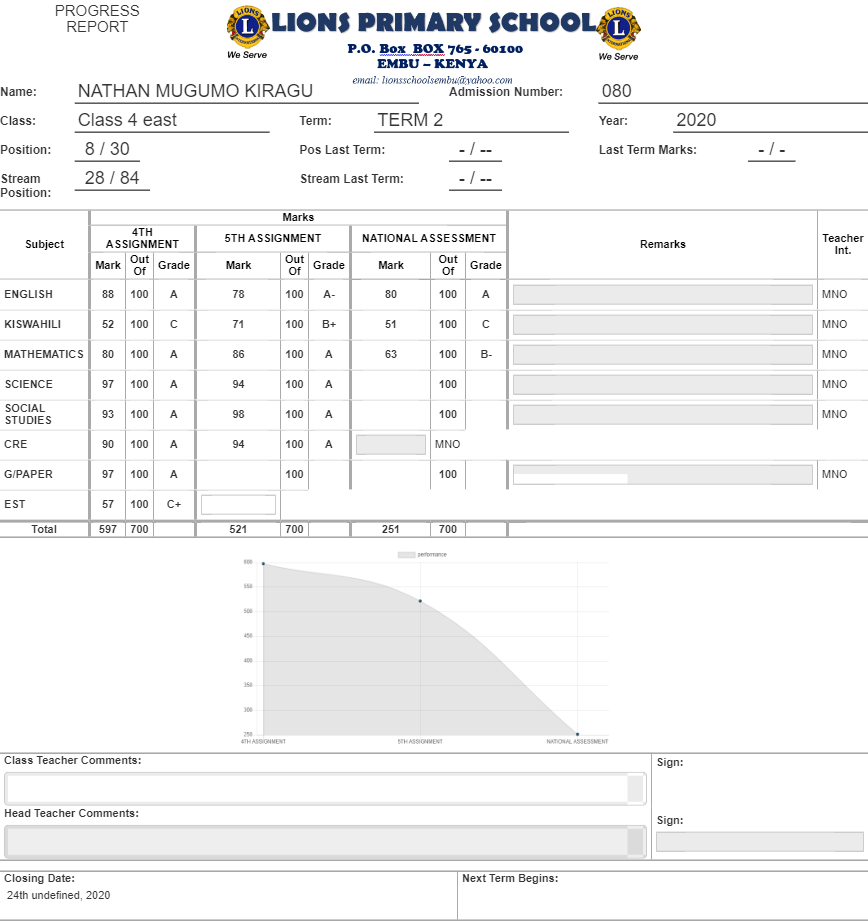 PROGRESS
REPORT
LIONS PRIMARY SCHOOL
We Serve
We Serve
P.O. Box BOX 765 - 60100
EMBU – KENYA
email: lionsschoolsembu@yahoo.com
Name: NATHAN MUGUMO KIRAGU Admission Number: 080
Class: Class 4 east Term: TERM 2 Year: 2020
Position: 8 / 30 Pos Last Term: - / -- Last Term Marks: - / -
Stream Position: 28 / 84 Stream Last Term: - / --
Marks
Subject 4TH ASSIGNMENT 5TH ASSIGNMENT NATIONAL ASSESSMENT Remarks Teacher Int.
Mark Out Of Grade Mark Out Of Grade Mark Out Of Grade
ENGLISH 88 100 A 78 100 A- 80 100 A MNO
KISWAHILI 52 100 C 71 100 B+ 51 100 C MNO
MATHEMATICS 80 100 A 86 100 A 63 100 B- MNO
SCIENCE 97 100 A 94 100 A 100 MNO
SOCIAL STUDIES 93 100 A 98 100 A 100 MNO
CRE 90 100 A 94 100 A MNO
G/PAPER 97 100 A 100 100 MNO
EST 57 100 C+
Total 597 700 521 700 251 700
performance
600
550
500
450
400
350
300
250
4TH ASSIGNMENT 5TH ASSIGNMENT NATIONAL ASSESSMENT
Class Teacher Comments: Sign:
Head Teacher Comments: Sign:
Closing Date: Next Term Begins:
24th undefined, 2020